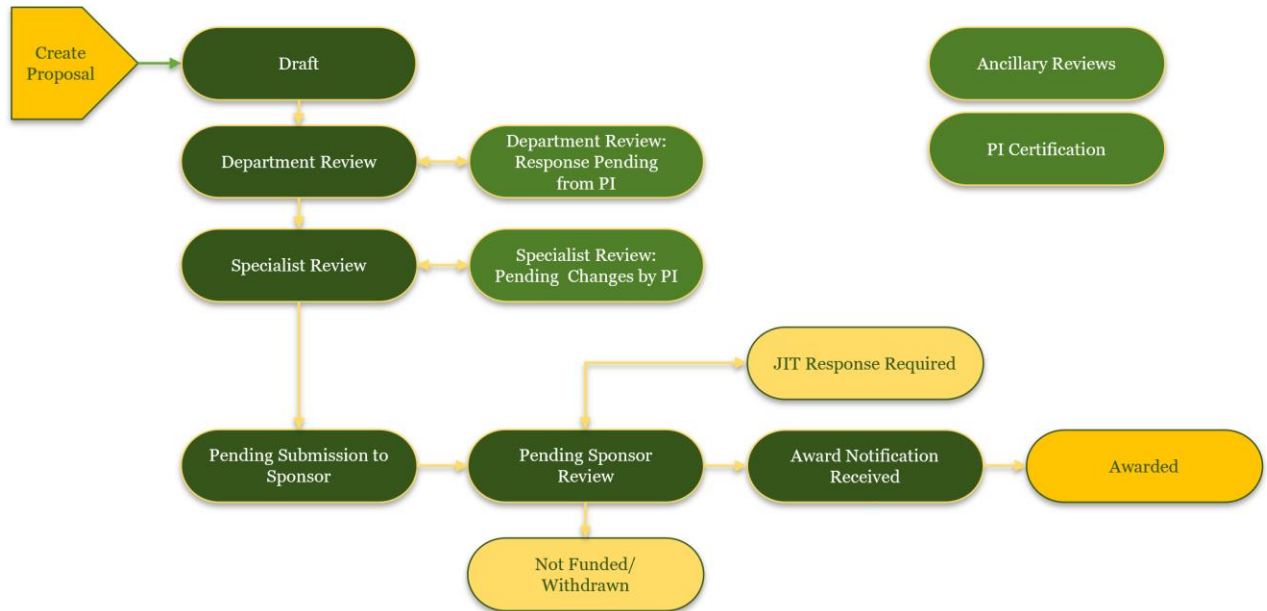 Create
Proposal
Draft
Ancillary Reviews
Department Review
Department Review:
Response Pending
from PI
PI Certification
Specialist Review
Specialist Review:
Pending  Changes by PI
JIT Response Required
Pending Submission to
Sponsor
Pending Sponsor
Review
Award Notification
Received
Awarded
Not Funded/
Withdrawn